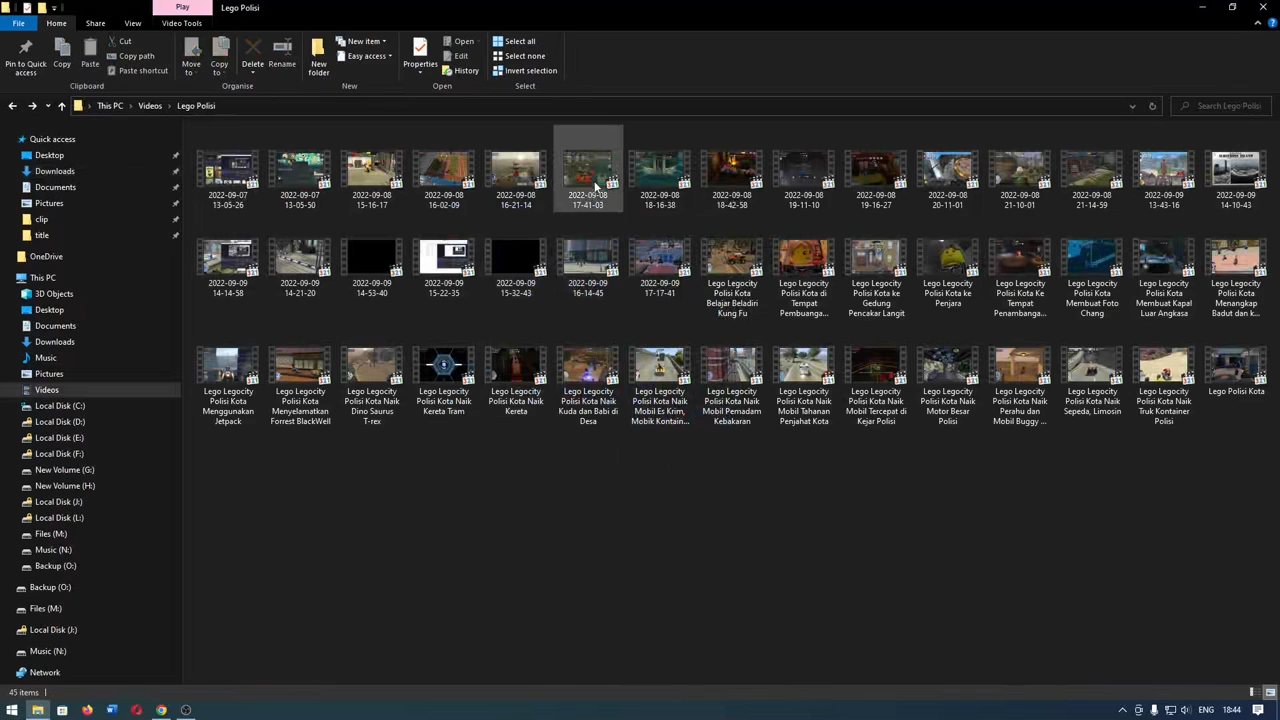 Play
Lego Polisi
File
Home
Share
View
Video Tools
Pin to Quick access
Copy
Paste
Cut
Copy path
Paste shortcut
Move to
Copy to
Delete
Rename
New folder
New item
Easy access
Properties
Open
Edit
History
Select all
Select none
Invert selection
Clipboard
Organise
New
Open
Select
This PC
Videos
Lego Polisi
Search Lego Polisi
Quick access
Desktop
Downloads
Documents
Pictures
clip
title
OneDrive
This PC
3D Objects
Desktop
Documents
Downloads
Music
Pictures
Videos
Local Disk (C:)
Local Disk (D:)
Local Disk (E:)
Local Disk (F:)
New Volume (G:)
New Volume (H:)
Local Disk (J:)
Local Disk (L:)
Files (M:)
Music (N:)
Backup (O:)
Backup (O:)
Files (M:)
Local Disk (J:)
Music (N:)
Network
2022-09-07 13-05-26
2022-09-07 13-05-50
2022-09-08 15-16-17
2022-09-08 16-02-09
2022-09-08 16-21-14
2022-09-08 17-41-03
2022-09-08 18-16-38
2022-09-08 18-42-58
2022-09-08 19-11-10
2022-09-08 19-16-27
2022-09-08 20-11-01
2022-09-08 21-10-01
2022-09-08 21-14-59
2022-09-09 13-43-16
2022-09-09 14-10-43
2022-09-09 14-14-58
2022-09-09 14-21-20
2022-09-09 14-53-40
2022-09-09 15-22-35
2022-09-09 15-32-43
2022-09-09 16-14-45
2022-09-09 17-17-41
Lego Legocity Polisi Kota Belajar Beladiri Kung Fu
Lego Legocity Polisi Kota di Tempat Pembuanga...
Lego Legocity Polisi Kota ke Gedung Pencakar Langit
Lego Legocity Polisi Kota ke Penjara
Lego Legocity Polisi Kota Ke Tempat Penambanga...
Lego Legocity Polisi Kota Membuat Foto Chang
Lego Legocity Polisi Kota Membuat Kapal Luar Angkasa
Lego Legocity Polisi Kota Menangkap Badut dan k...
Lego Legocity Polisi Kota Menggunakan Jetpack
Lego Legocity Polisi Kota Menyelamatkan Forrest BlackWell
Lego Legocity Polisi Kota Naik Dino Saurus T-rex
Lego Legocity Polisi Kota Naik Kereta Tram
Lego Legocity Polisi Kota Naik Kereta
Lego Legocity Polisi Kota Naik Kuda dan Babi di Desa
Lego Legocity Polisi Kota Naik Mobil Es Krim, Mobik Kontain...
Lego Legocity Polisi Kota Naik Mobil Pemadam Kebakaran
Lego Legocity Polisi Kota Naik Mobil Tahanan Penjahat Kota
Lego Legocity Polisi Kota Naik Mobil Tercepat di Kejar Polisi
Lego Legocity Polisi Kota Naik Motor Besar Polisi
Lego Legocity Polisi Kota Naik Perahu dan Mobil Buggy ...
Lego Legocity Polisi Kota Naik Sepeda, Limosin
Lego Legocity Polisi Kota Naik Truk Kontainer Polisi
Lego Polisi Kota
45 items
ENG
18:44